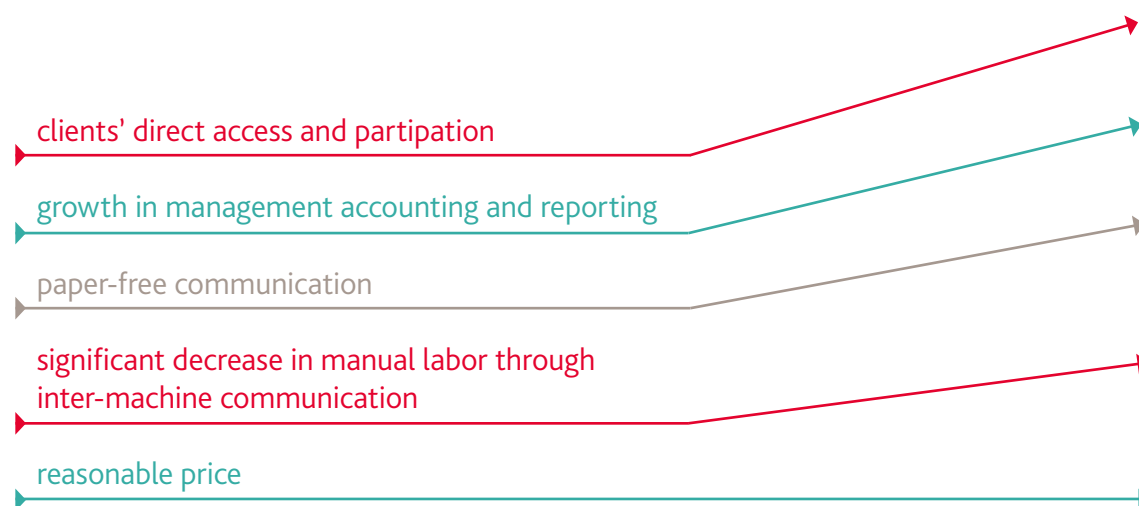 clients’ direct access and partipation
growth in management accounting and reporting
paper-free communication
significant decrease in manual labor through
inter-machine communication
reasonable price